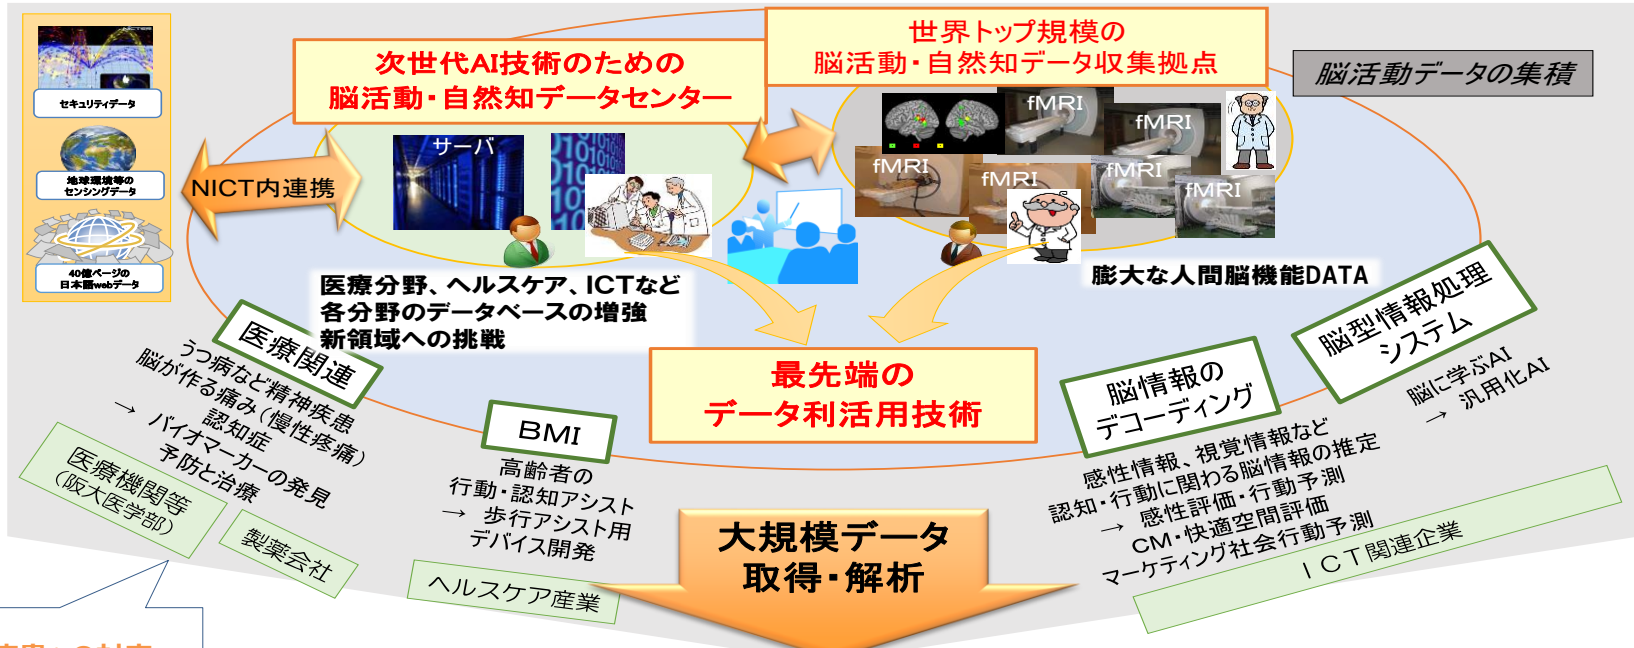 NICTER
セキュリティデータ
地球環境等の
センシングデータ
40億ページの
日本語webデータ
NICT内連携
次世代AI技術のための
脳活動・自然知データセンター
サーバ
世界トップ規模の
脳活動・自然知データ収集拠点
fMRI
fMRI
fMRI
fMRI
fMRI
fMRI
脳活動データの集積
医療分野、ヘルスケア、ICTなど
各分野のデータベースの増強
新領域への挑戦
膨大な人間脳機能DATA
最先端の
データ利活用技術
医療関連
うつ病など精神疾患
脳が作る痛み(慢性疼痛)
認知症
→ バイオマーカーの発見
予防と治療
医療機関等
(阪大医学部)
製薬会社
BMI
高齢者の
行動・認知アシスト
→ 歩行アシスト用
デバイス開発
ヘルスケア産業
大規模データ
取得・解析
脳情報の
デコーディング
感性情報、視覚情報など
認知・行動に関わる脳情報の推定
→ 感性評価・行動予測
CM・快適空間評価
マーケティング社会行動予測
ICT関連企業
脳型情報処理
システム
脳に学ぶAI
→ 汎用化AI